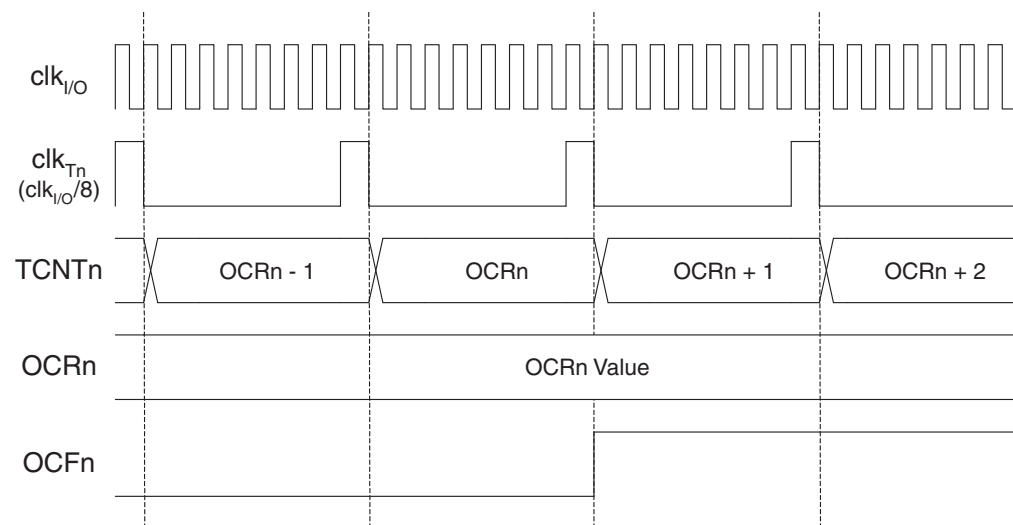 clkI/O
clkTn
(clkI/O/8)
TCNTn OCRn - 1 OCRn OCRn + 1 OCRn + 2
OCRn OCRn Value
OCFn